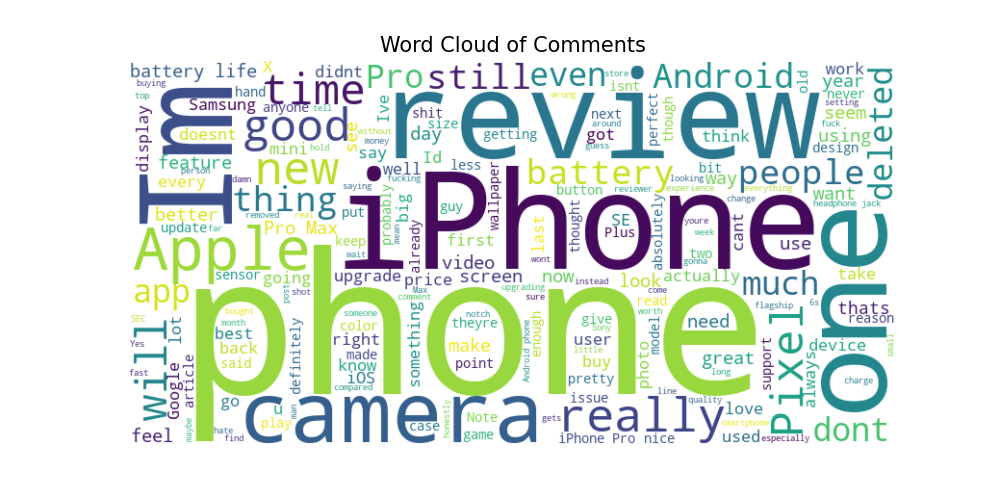 Word Cloud of Comments
battery life
X
didnt
Pro
still
even
store
Android
old
work
buying
hand
time
isnt
year
top
Samsung
anyone
tell
Ive
shit
wrong
next
perfect
though
never
setting
display
I'm
good
see
without
size
around
review
seem
deleted
doesnt
money
day
getting
guess
got
think
using
fuck
mini
hold
say
Id
design
feature
new
well
less
battery
bit
looking
people
person
damn
fucking
wallpaper
button
reviewer
way
experience
everything
want
every
thing
saying
probably
big
guy
iPhone
change
headphone jack
better
removed
real
put
last
thought
SE
absolutely
youre
cant
one
update
far
Pro Max
mean
already
first
Plus
week
use
Apple
keep
wait
video
wont
gonna
two
sensor
going
upgrade
price
screen
now
instead
look
actually
much
take
app
post
shot
Max
upgrading
sure
come
flagship
6s
bought
someone
comment
phone
worth
read
thats
SEC
month
color
something
notch
enough
give
Sony
model
need
Pixel
reason
Yes
will
lot
best
right
theyre
user
small
back
made
make
Android phone
little
photo
great
support
always
device
fast
Google
article
said
definitely
know
point
buy
long
iOS
pretty
charge
compared
go
u
man
camera
honestly
Note
gets
issue
line
quality
love
smartphone
dont
maybe
hate
play
case
game
really
feel
find
iPhone Pro nice
used
especially